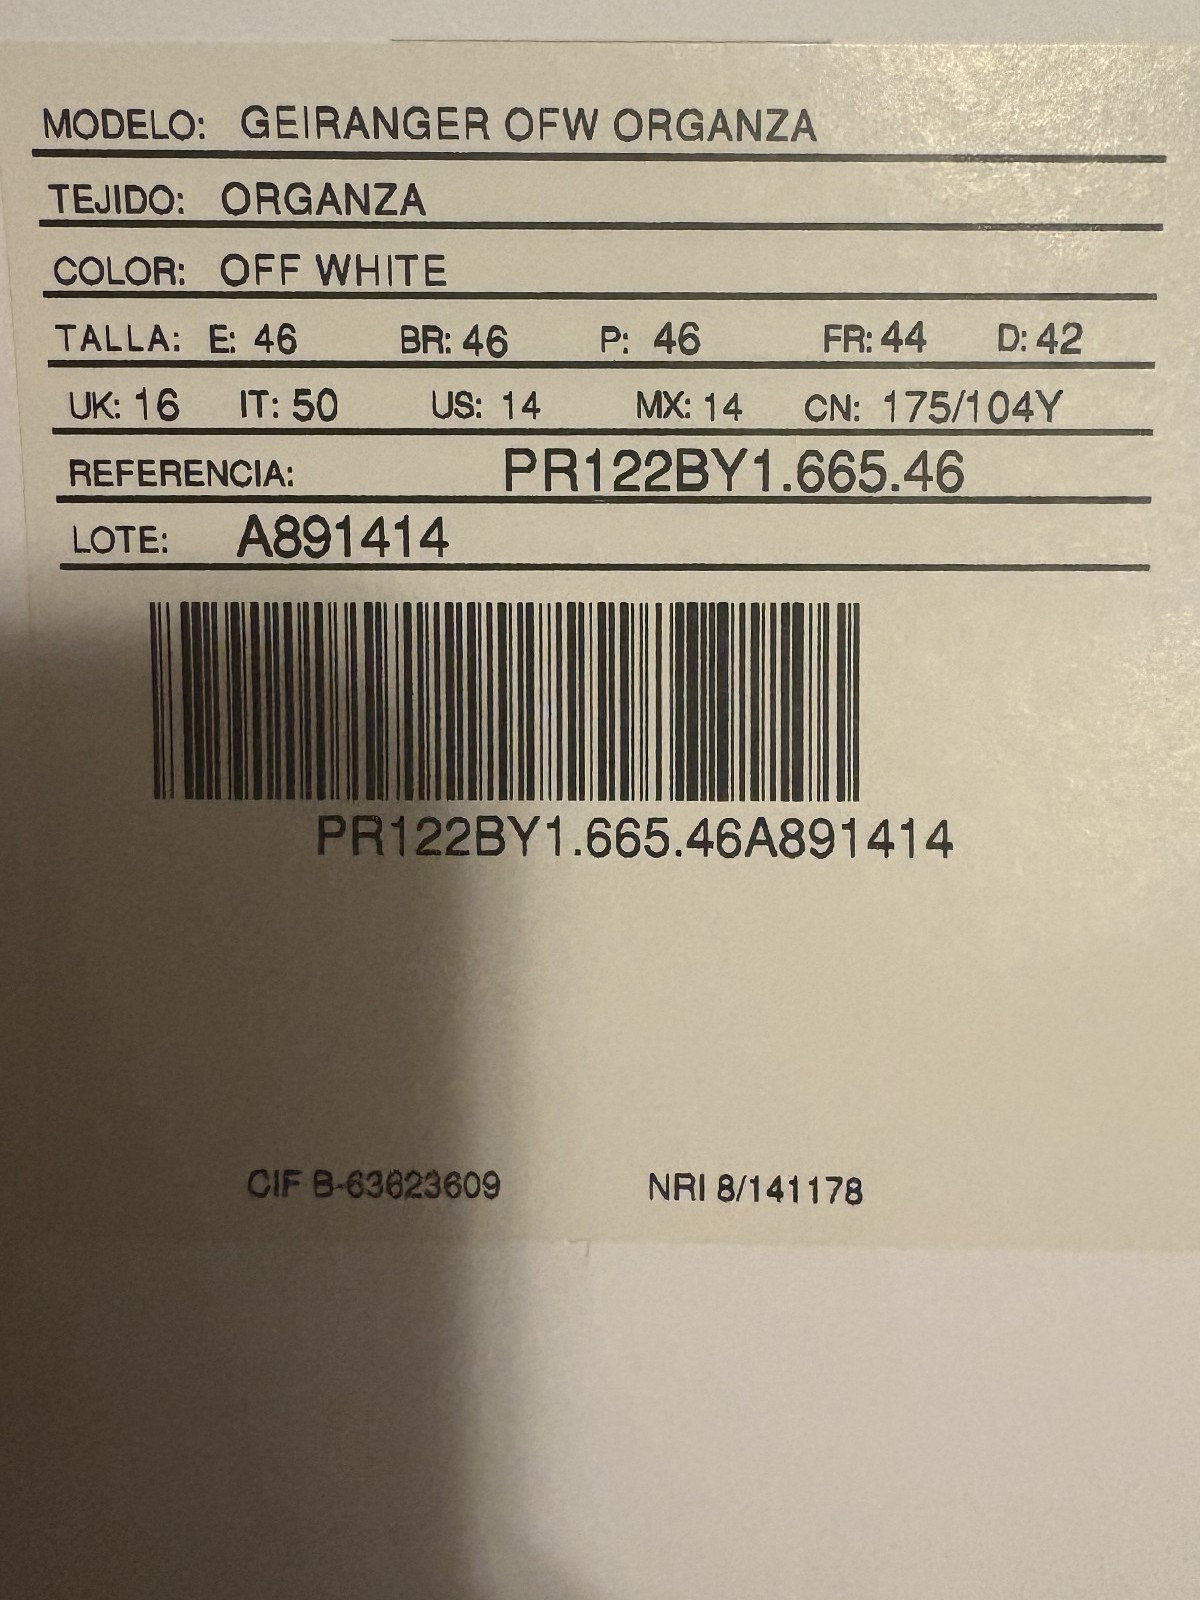 MODELO: GEIRANGER OFW ORGANZA
TEJIDO: ORGANZA
COLOR: OFF WHITE
TALLA: E: 46 BR: 46 P: 46 FR: 44 D: 42
UK: 16 IT: 50 US: 14 MX: 14 CN: 175/104Y
REFERENCIA: PR122BY1.665.46
LOTE: A891414
PR122BY1.665.46A891414
CIF B-63623609 NRI 8/141178